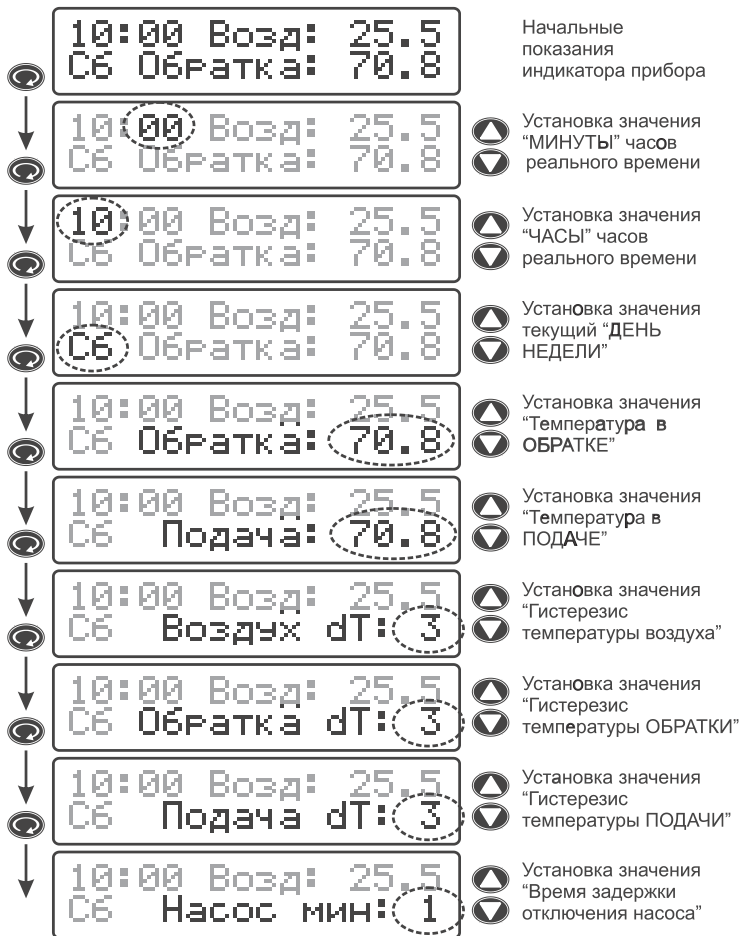 10:00 Возд: 25.5
Сб Обратка: 70.8
Начальные
показания
индикатора прибора
10:00 Возд: 25.5
Сб Обратка: 70.8
Установка значения
“МИНУТЫ” часов
реального времени
10:00 Возд: 25.5
Сб Обратка: 70.8
Установка значения
“ЧАСЫ” часов
реального времени
10:00 Возд: 25.5
Сб Обратка: 70.8
Установка значения
текущий “ДЕНЬ
НЕДЕЛИ”
10:00 Возд: 25.5
Сб Обратка: 70.8
Установка значения
“Температура в
ОБРАТКЕ”
10:00 Возд: 25.5
Сб Подача: 70.8
Установка значения
“Температура в
ПОДАЧЕ”
10:00 Возд: 25.5
Сб Воздух dT: 3
Установка значения
“Гистерезис
температуры воздуха”
10:00 Возд: 25.5
Сб Обратка dT: 3
Установка значения
“Гистерезис
температуры ОБРАТКИ”
10:00 Возд: 25.5
Сб Подача dT: 3
Установка значения
“Гистерезис
температуры ПОДАЧИ”
10:00 Возд: 25.5
Сб Насос мин: 1
Установка значения
“Время задержки
отключения насоса”